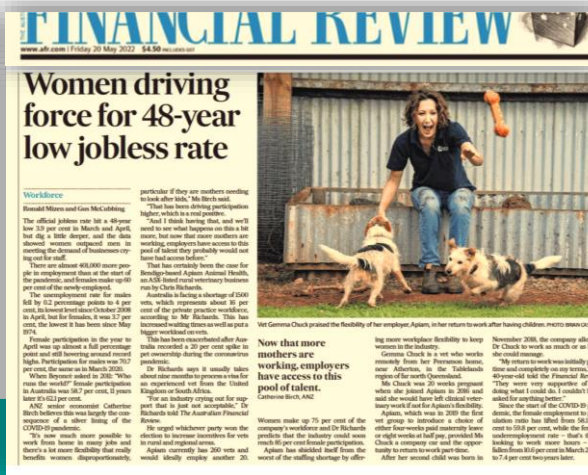 FINANCIAL REVIEW
www.afr.com | Friday 20 May 2022 $4.50
Women driving
force for 48-year
low jobless rate
Workforce
Ronald Mizen and Gus McCubbing
The official jobless rate hit a 48-year
low 3.9 per cent in March and April,
but dig a little deeper, and the data
showed women outpaced men in
meeting the demand of businesses cry-
ing out for staff.
There are almost 401,000 more peo-
ple in employment than at the start of
the pandemic, and females make up 60
per cent of the newly-employed.
The unemployment rate for males
fell by 0.2 percentage points to 4 per
cent, its lowest level since October 2008
in April, but for females, it was 3.7 per
cent, the lowest it has been since May
1974.
Female participation in the year to
April was up almost a full percentage
point and still hovering around record
highs. Participation for males was 70.7
per cent, the same as in March 2020.
When Beyoncé asked in 2011: "Who
runs the world?" female participation
in Australia was 58.7 per cent, 11 years
later it's 62.1 per cent.
ANZ senior economist Catherine
Birch believes this was largely the con-
sequence of a silver lining of the
COVID-19 pandemic.
"It's now much more possible to
work from home in many jobs and
there's a lot more flexibility that really
benefits women disproportionately,
particular if they are mothers needing
to look after kids," Ms Birch said.
"That has been driving participation
higher, which is a real positive.
"And I think having that, and we'll
need to see what happens on this a bit
more, but now that more mothers are
working, employers have access to this
pool of talent they probably would not
have had access before."
That has certainly been the case for
Bendigo-based Apiam Animal Health,
an ASX-listed rural veterinary business
run by Chris Richards.
Australia is facing a shortage of 1500
vets, which represents about 16 per
cent of the private practice workforce,
according to Mr Richards. This has
increased waiting times as well as put a
bigger workload on vets.
This has been exacerbated after Aus-
tralia recorded a 20 per cent spike in
pet ownership during the coronavirus
pandemic.
Dr Richards says it usually takes
about nine months to process a visa for
an experienced vet from the United
Kingdom or South Africa.
"For an industry crying out for sup-
port that is just not acceptable," Dr
Richards told The Australian Financial
Review.
He urged whichever party won the
election to increase incentives for vets
in rural and regional areas.
Apiam currently has 260 vets and
would ideally employ another 20.
Vet Gemma Chuck praised the flexibility of her employer, Apiam, in her return to work after having children. PHOTO: BRIAN
Now that more
mothers are
working, employers
have access to this
pool of talent.
Catherine Birch, ANZ
Women make up 75 per cent of the
company's workforce and Dr Richards
predicts that the industry could soon
reach 85 per cent female participation.
Apiam has shielded itself from the
worst of the staffing shortage by offer-
ing more workplace flexibility to keep
women in the industry.
Gemma Chuck is a vet who works
remotely from her Peeramon home,
near Atherton, in the Tablelands
region of far north Queensland.
Ms Chuck was 20 weeks pregnant
when she joined Apiam in 2016 and
said she would have left clinical veter-
inary work if not for Apiam's flexibility.
Apiam, which was in 2019 the first
vet group to introduce a choice of
either four-weeks paid maternity leave
or eight weeks at half pay, provided Ms
Chuck a company car and the oppor-
tunity to return to work part-time.
After her second child was born in
November 2018, the company
Dr Chuck to work as much or as
she could manage.
"My return to work was initially
time and completely on my terms,
40-year-old told the Financial
"They were very supportive of
doing what I could do. I couldn't
asked for anything better."
Since the start of the COVID-19
demic, the female employment to
ulation ratio has lifted from 58.
cent to 59.8 per cent, while the
underemployment rate – that's
looking to work more hours –
fallen from 10.6 per cent in March
to 7.4 per cent two years later.